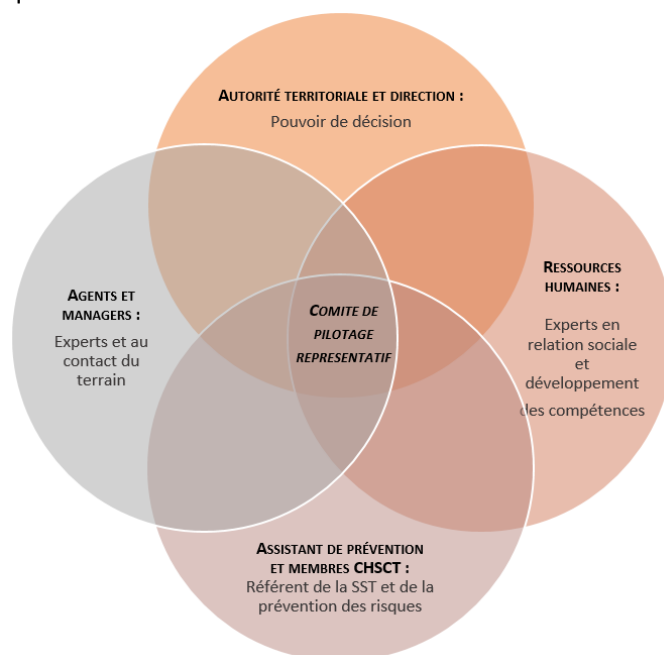 AUTORITÉ TERRITORIALE ET DIRECTION :
Pouvoir de décision
AGENTS ET
MANAGERS :
Experts et au
contact du
terrain
COMITE DE
PILOTAGE
REPRESENTATIF
RESSOURCES
HUMAINES :
Experts en
relation sociale
et
développement
des compétences
ASSISTANT DE PRÉVENTION
ET MEMBRES CHSCT :
Référent de la SST et de la
prévention des risques